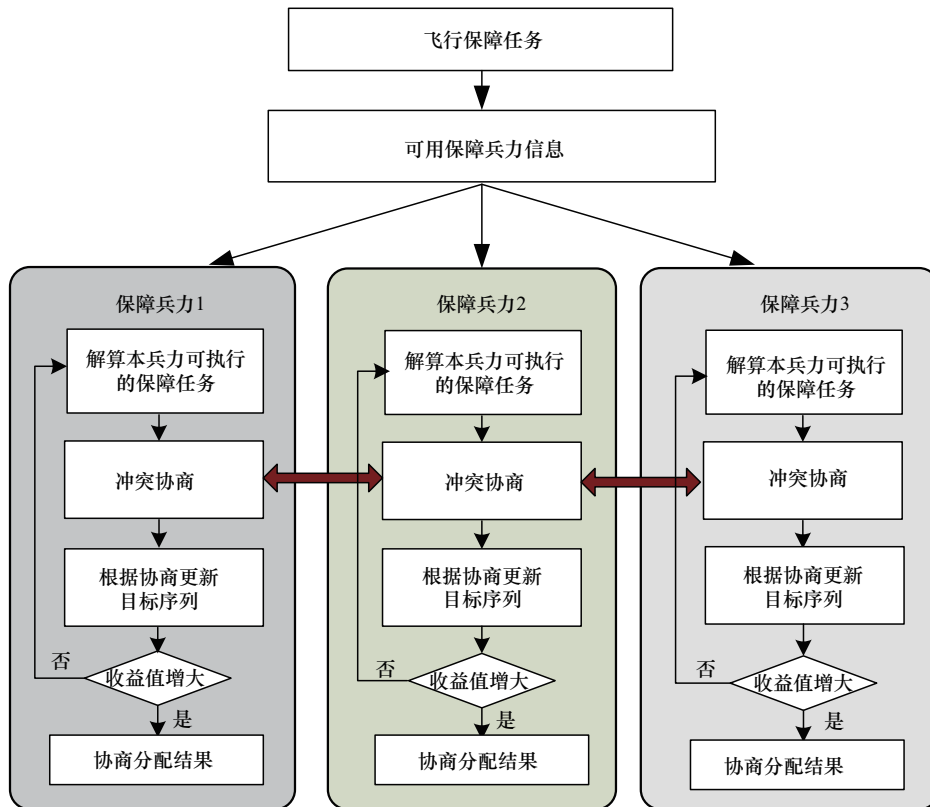 飞行保障任务
可用保障兵力信息
保障兵力1
解算本兵力可执行
的保障任务
冲突协商
根据协商更新
目标序列
否
收益值增大
是
协商分配结果
保障兵力2
解算本兵力可执行
的保障任务
冲突协商
根据协商更新
目标序列
否
收益值增大
是
协商分配结果
保障兵力3
解算本兵力可执行
的保障任务
冲突协商
根据协商更新
目标序列
否
收益值增大
是
协商分配结果